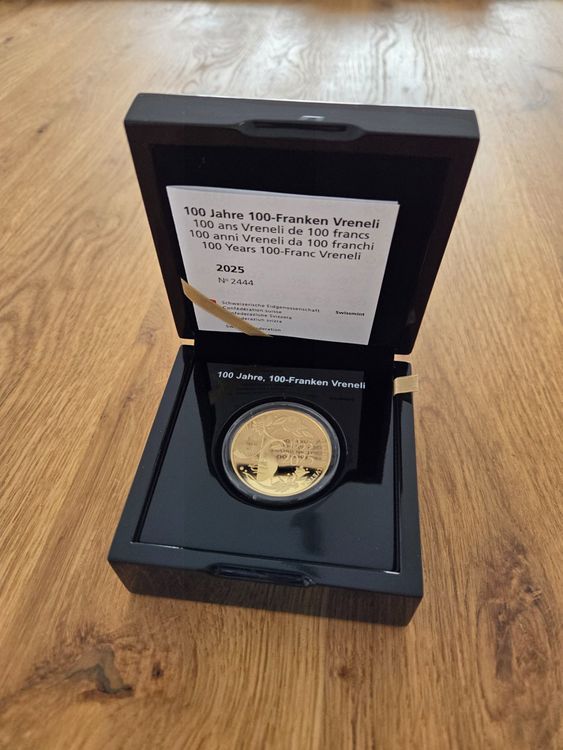 100 Jahre 100-Franken Vreneli
100 ans Vreneli de 100 francs
100 anni Vreneli da 100 franchi
100 Years 100-Franc Vreneli
2025
Nº 2444
Schweizerische Eidgenossenschaft
Confédération suisse
Confederazione Svizzera
Swissmint
100 Jahre, 100-Franken Vreneli